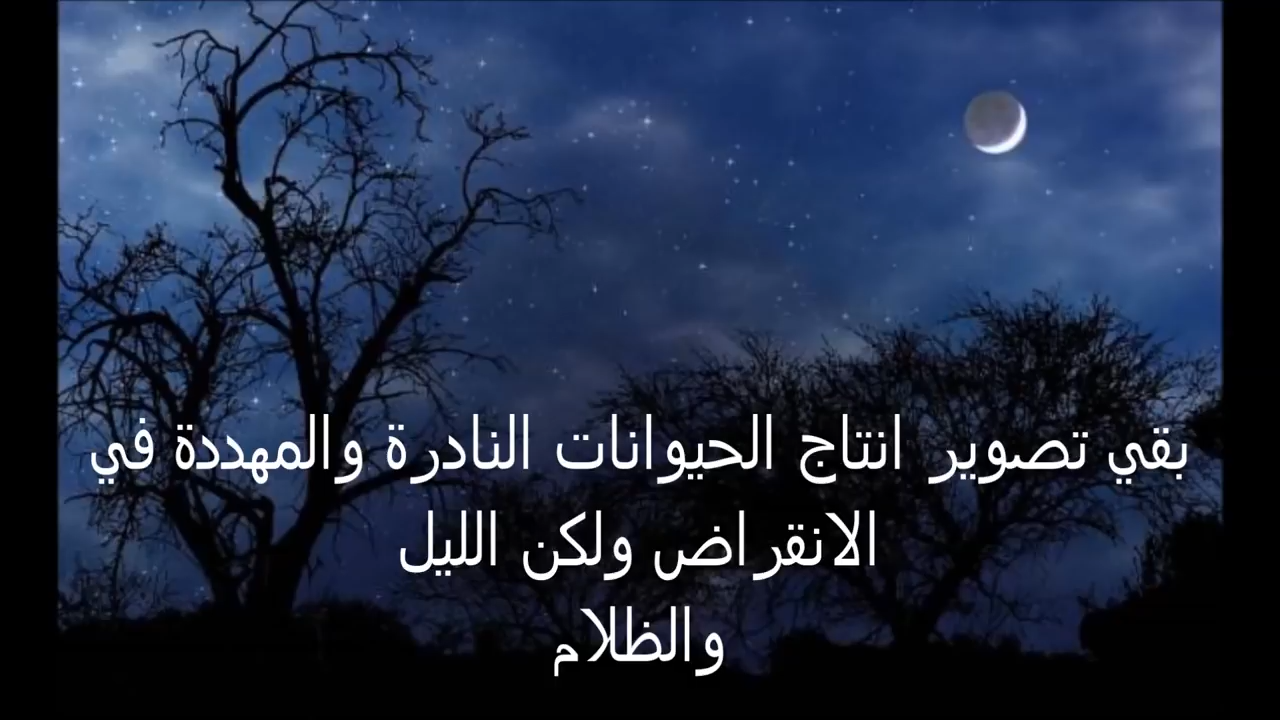 بقي تصوير انتاج الحيوانات النادرة والمهددة في
الانقراض ولكن الليل
والظلام